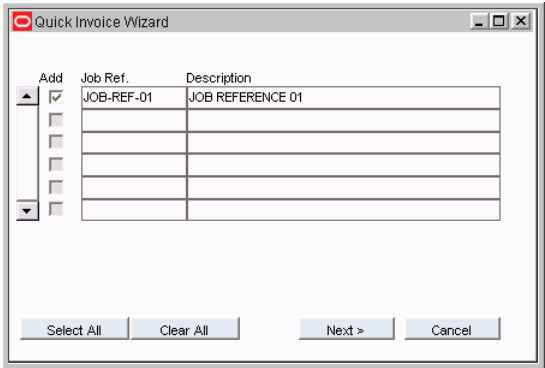 Quick Invoice Wizard
Add Job Ref. Description
JOB-REF-01 JOB REFERENCE 01
Select All Clear All Next > Cancel